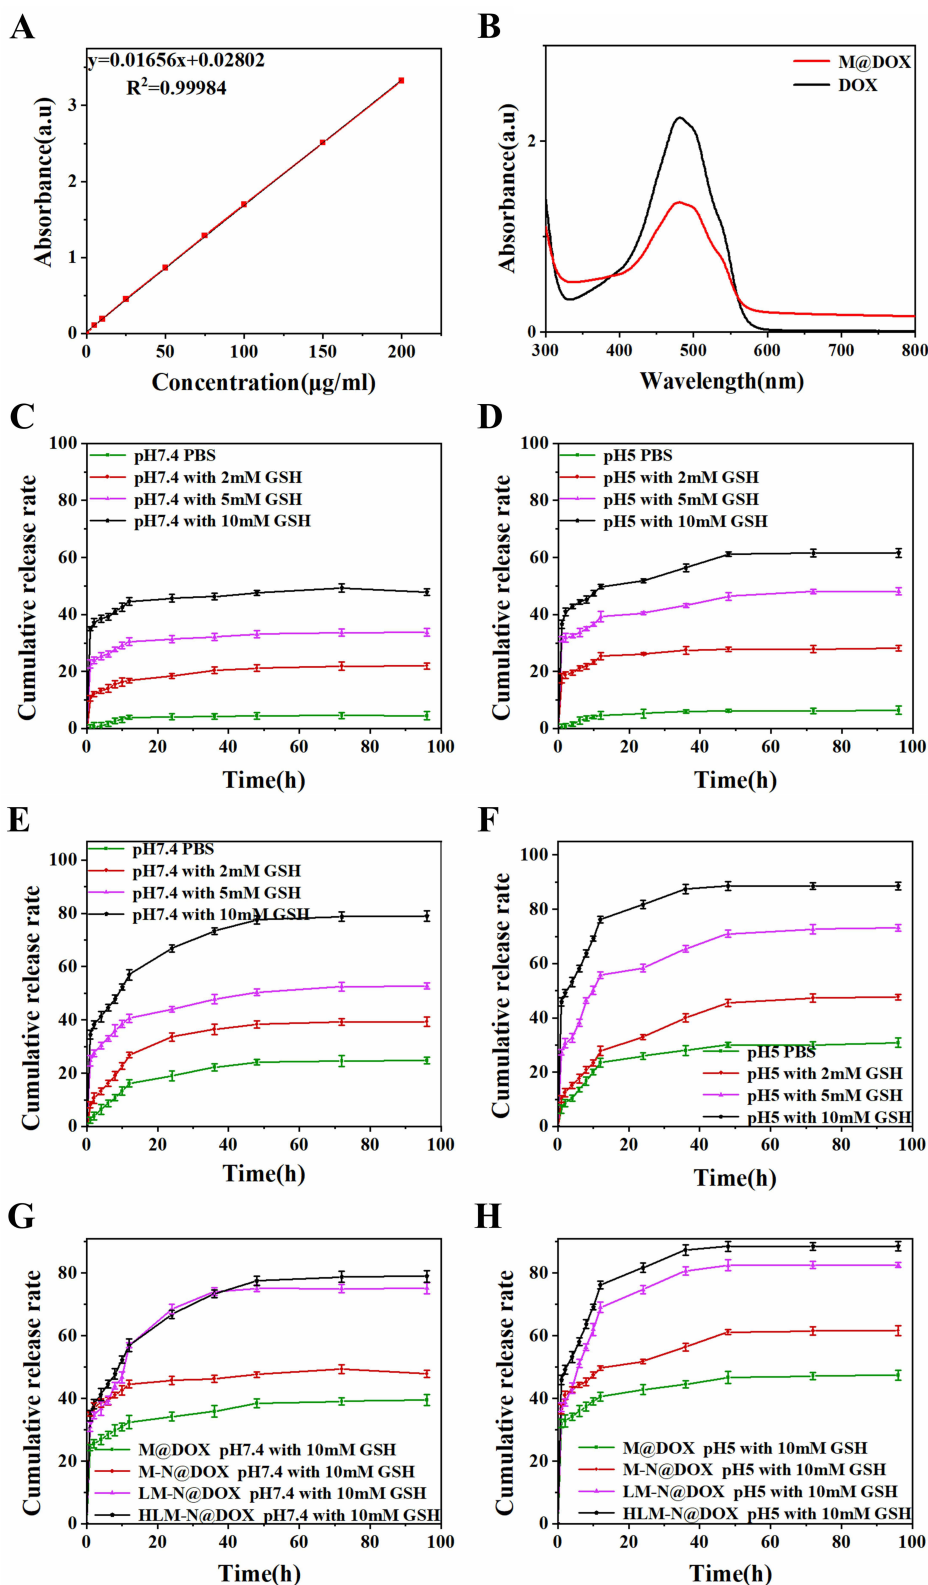 A
y=0.01656x+0.02802
R²=0.99984
Absorbance(a.u)
3
2
1
0
0 50 100 150 200
Concentration(μg/ml)
B
M@DOX
DOX
Absorbance(a.u)
2
1
0
300 400 500 600 700 800
Wavelength(nm)
C
pH7.4 PBS
pH7.4 with 2mM GSH
pH7.4 with 5mM GSH
pH7.4 with 10mM GSH
Cumulative release rate
100
80
60
40
20
0
0 20 40 60 80 100
Time(h)
D
pH5 PBS
pH5 with 2mM GSH
pH5 with 5mM GSH
pH5 with 10mM GSH
Cumulative release rate
100
80
60
40
20
0
0 20 40 60 80 100
Time(h)
E
pH7.4 PBS
pH7.4 with 2mM GSH
pH7.4 with 5mM GSH
pH7.4 with 10mM GSH
Cumulative release rate
100
80
60
40
20
0
0 20 40 60 80 100
Time(h)
F
pH5 PBS
pH5 with 2mM GSH
pH5 with 5mM GSH
pH5 with 10mM GSH
Cumulative release rate
100
80
60
40
20
0
0 20 40 60 80 100
Time(h)
G
M@DOX pH7.4 with 10mM GSH
M-N@DOX pH7.4 with 10mM GSH
LM-N@DOX pH7.4 with 10mM GSH
HLM-N@DOX pH7.4 with 10mM GSH
Cumulative release rate
80
60
40
20
0
0 20 40 60 80 100
Time(h)
H
M@DOX pH5 with 10mM GSH
M-N@DOX pH5 with 10mM GSH
LM-N@DOX pH5 with 10mM GSH
HLM-N@DOX pH5 with 10mM GSH
Cumulative release rate
80
60
40
20
0
0 20 40 60 80 100
Time(h)